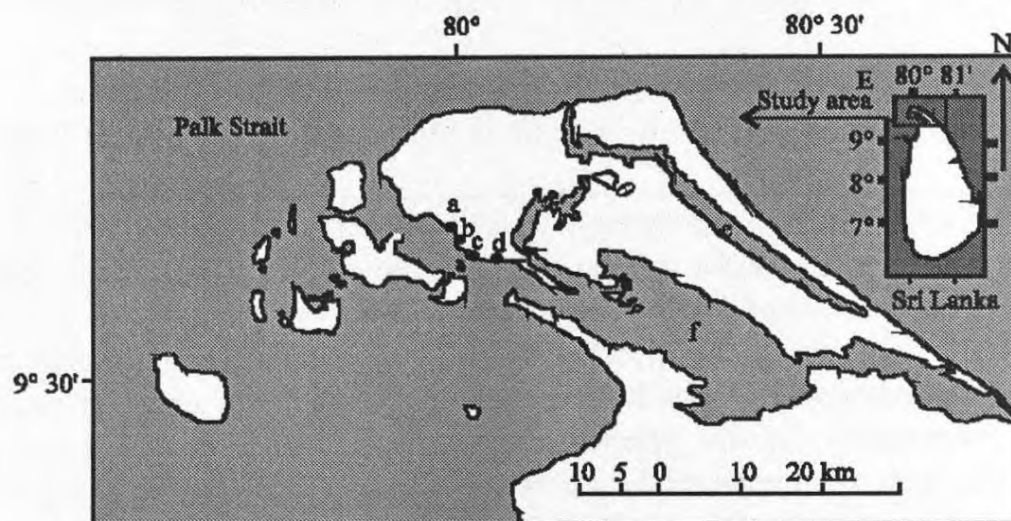 80° 80° 30' N
E 80° 81'
Study area
Palk Strait
9°
8°
7°
a
b
c
d
e
f
Sri Lanka
9° 30'
10 5 0 10 20 km